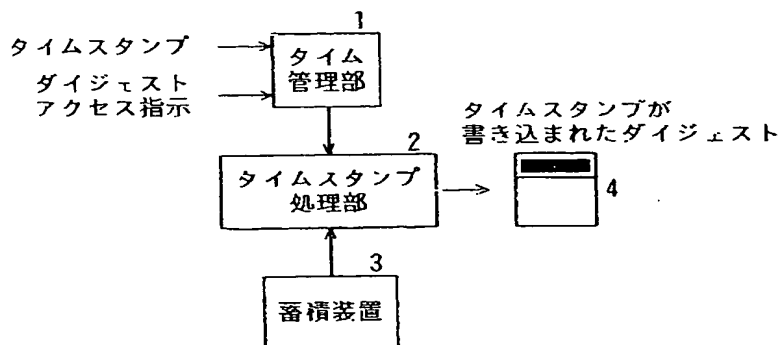 1
タイムスタンプ
タイム
管理部
ダイジェスト
アクセス指示
タイムスタンプが
書き込まれたダイジェスト
2
タイムスタンプ
処理部
4
3
蓄積装置